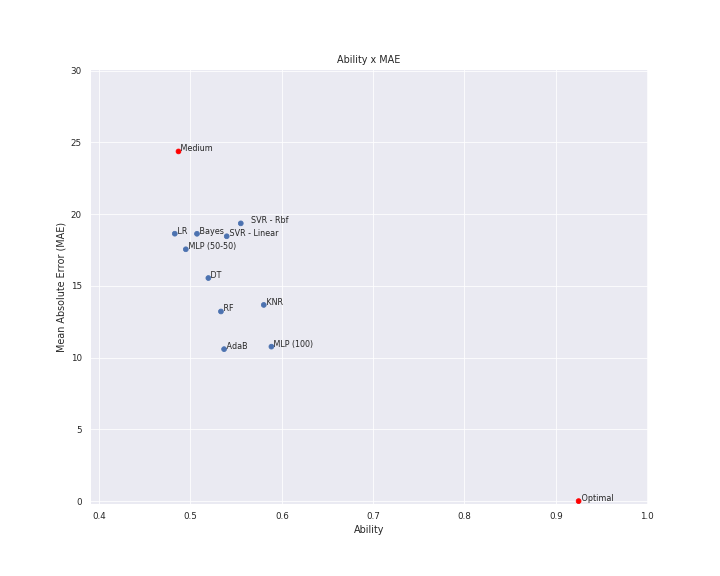 Ability x MAE
30
25
20
15
10
5
0
Mean Absolute Error (MAE)
Medium
SVR - Rbf
LR
Bayes
SVR - Linear
MLP (50-50)
DT
KNR
RF
AdaB
MLP (100)
Optimal
0.4
0.5
0.6
0.7
0.8
0.9
1.0
Ability